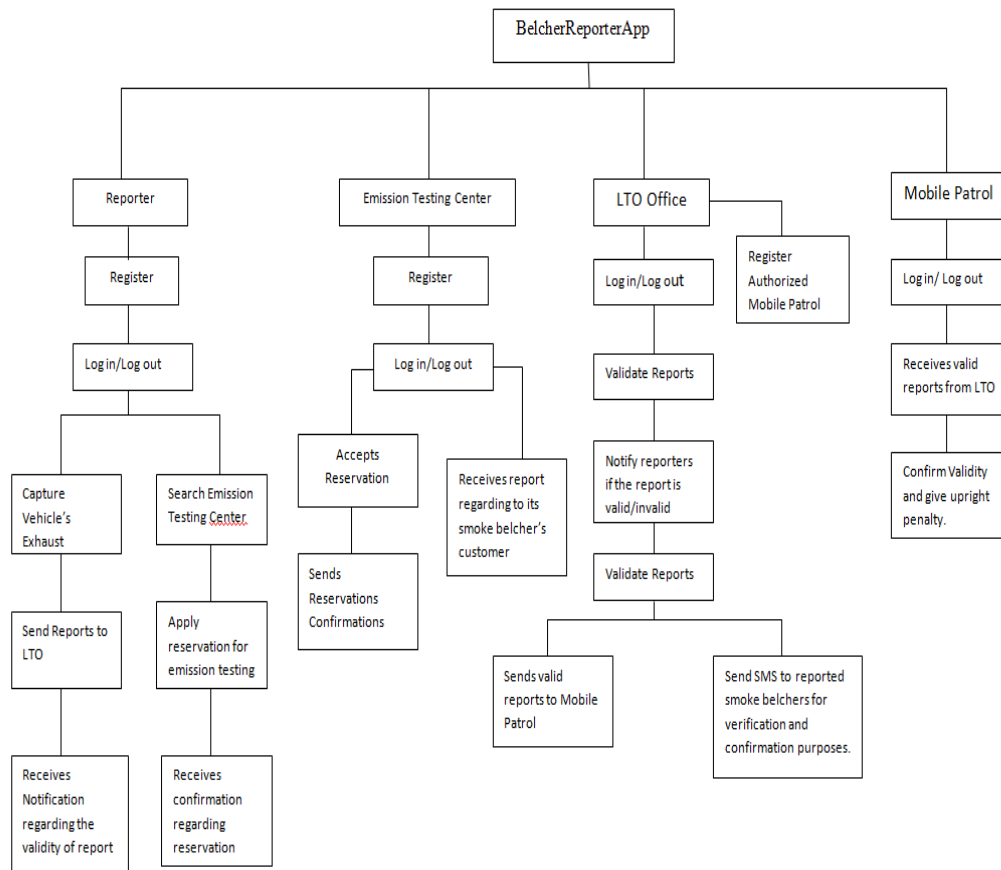 BelcherReporterApp
Reporter
Emission Testing Center
LTO Office
Mobile Patrol
Register
Register
Log in/Log out
Register
Authorized
Mobile Patrol
Log in/ Log out
Log in/Log out
Log in/Log out
Validate Reports
Receives valid
reports from LTO
Capture
Vehicle's
Exhaust
Search Emission
Testing Center
Accepts
Reservation
Receives report
regarding to its
smoke belcher's
customer
Notify reporters
if the report is
valid/invalid
Confirm Validity
and give upright
penalty.
Sends
Reservations
Confirmations
Validate Reports
Send Reports to
LTO
Apply
reservation for
emission testing
Sends valid
reports to Mobile
Patrol
Send SMS to reported
smoke belchers for
verification and
confirmation purposes.
Receives
Notification
regarding the
validity of report
Receives
confirmation
regarding
reservation